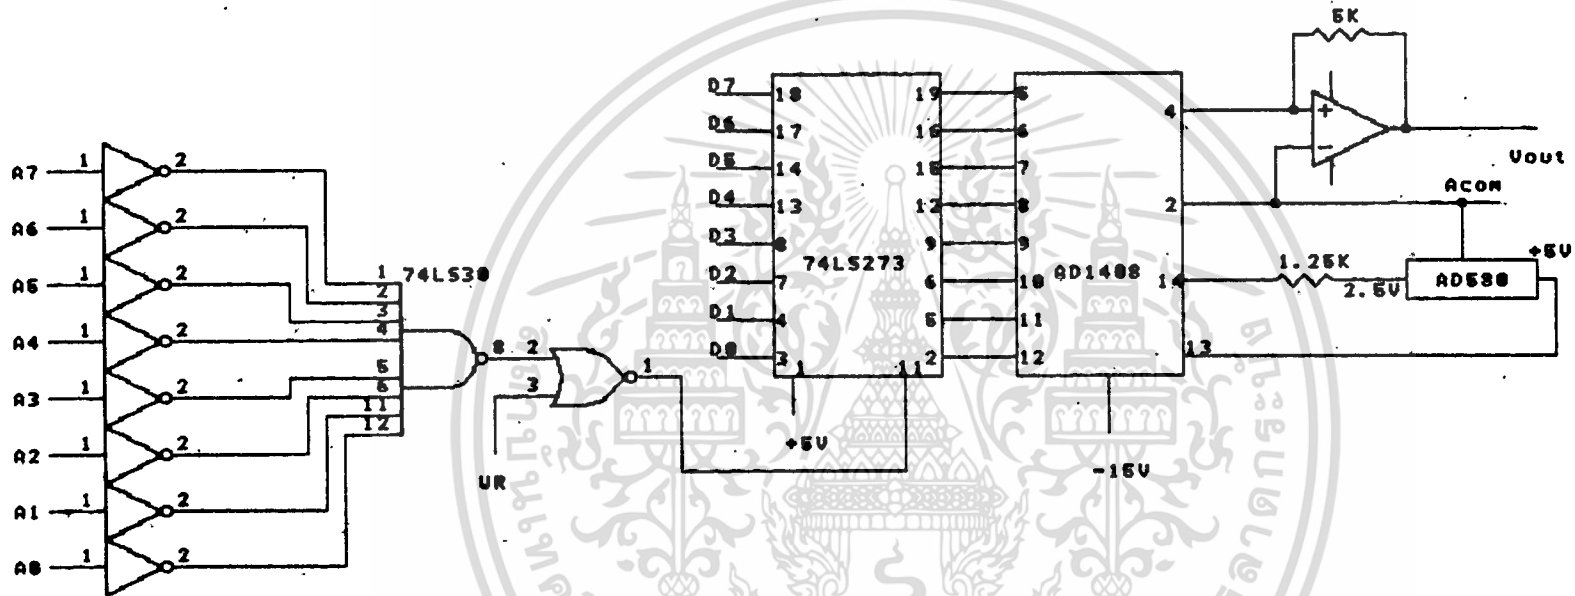 5K
D7 18 19 5
D6 17 16 6
D5 14 15 7
D4 13 12 8
D3 8 9 9
D2 7 6 10
D1 4 5 11
D0 3 2 12
1 11
74LS273
AD1408
4
2
14
13
+
-
Vout
Acom
1.25K
2.5V
AD580
+5V
+5V
-15V
A7 1 2
A6 1 2
A5 1 2
A4 1 2
A3 1 2
A2 1 2
A1 1 2
A0 1 2
74LS30
1
2
3
4
5
6
11
12
8
2
3
1
WR